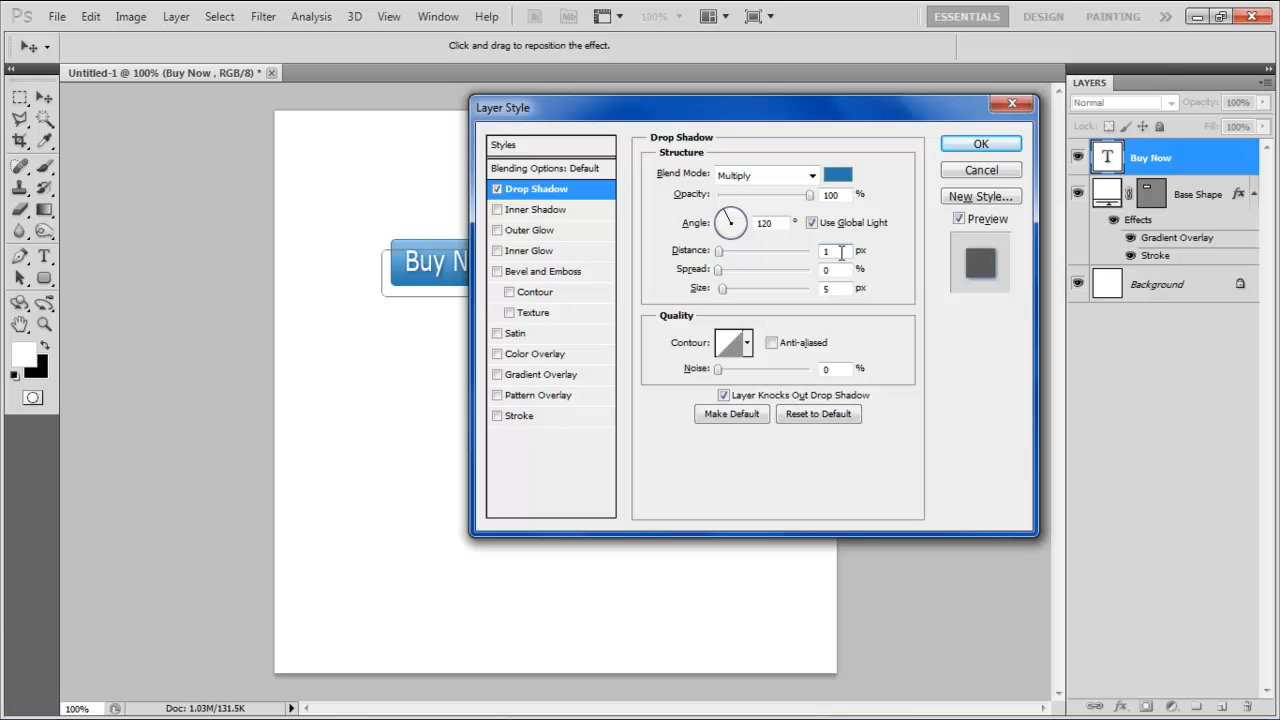 Ps File Edit Image Layer Select Filter Analysis 3D View Window Help Br Mb 100% ESSENTIALS DESIGN PAINTING
Click and drag to reposition the effect.
Untitled-1 @ 100% (Buy Now , RGB/8) *
LAYERS
Normal Opacity: 100%
Lock: Fill: 100%
T Buy Now
Base Shape fx
Effects
Gradient Overlay
Stroke
Background
Buy N
Layer Style
Styles
Blending Options: Default
Drop Shadow
Inner Shadow
Outer Glow
Inner Glow
Bevel and Emboss
Contour
Texture
Satin
Color Overlay
Gradient Overlay
Pattern Overlay
Stroke
Drop Shadow
Structure
Blend Mode: Multiply
Opacity: 100 %
Angle: 120 ° Use Global Light
Distance: 1 px
Spread: 0 %
Size: 5 px
Quality
Contour: Anti-aliased
Noise: 0 %
Layer Knocks Out Drop Shadow
Make Default Reset to Default
OK
Cancel
New Style...
Preview
100% Doc: 1.03M/131.5K